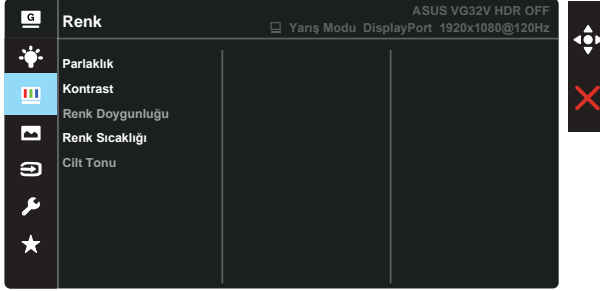 G
Renk
ASUS VG32V HDR OFF
Yarış Modu DisplayPort 1920x1080@120Hz
Parlaklık
Kontrast
Renk Doygunluğu
Renk Sıcaklığı
Cilt Tonu